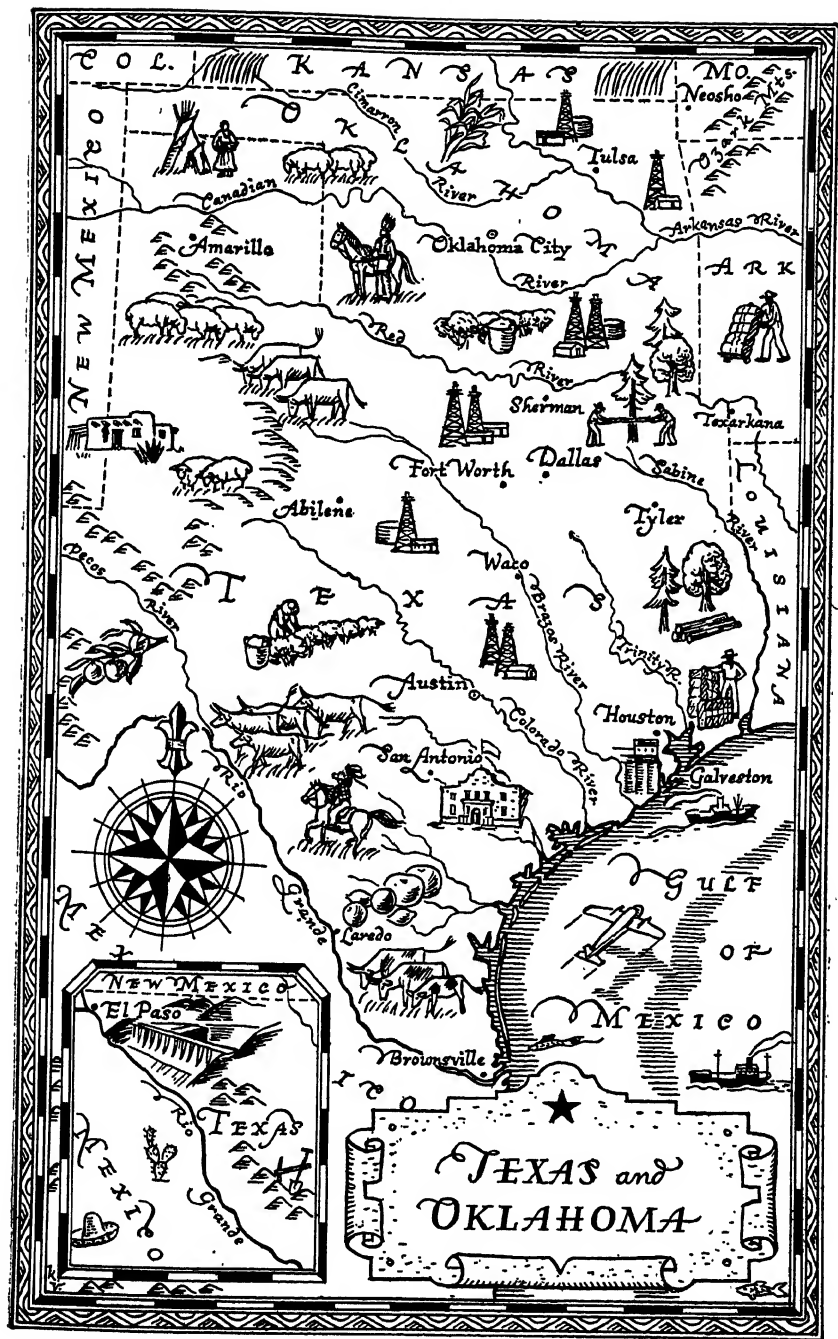 COL.
KANSAS
MO.
Neosho
Ozark Mts.
OKLAHOMA
Cimarron
River
Tulsa
NEW MEXICO
Canadian
River
Arkansas River
Amarillo
Oklahoma City
ARK
Red
River
Sherman
Texarkana
Fort Worth
Dallas
Sabine
River
LOUISIANA
Abilene
Tyler
Pecos
River
TEXAS
Waco
Brazos River
Trinity R.
Austin
Colorado River
Houston
San Antonio
Galveston
Rio
Grande
GULF
OF
MEXICO
Laredo
MEXICO
Brownsville
NEW MEXICO
El Paso
Rio
Grande
TEXAS
MEXICO
TEXAS and
OKLAHOMA